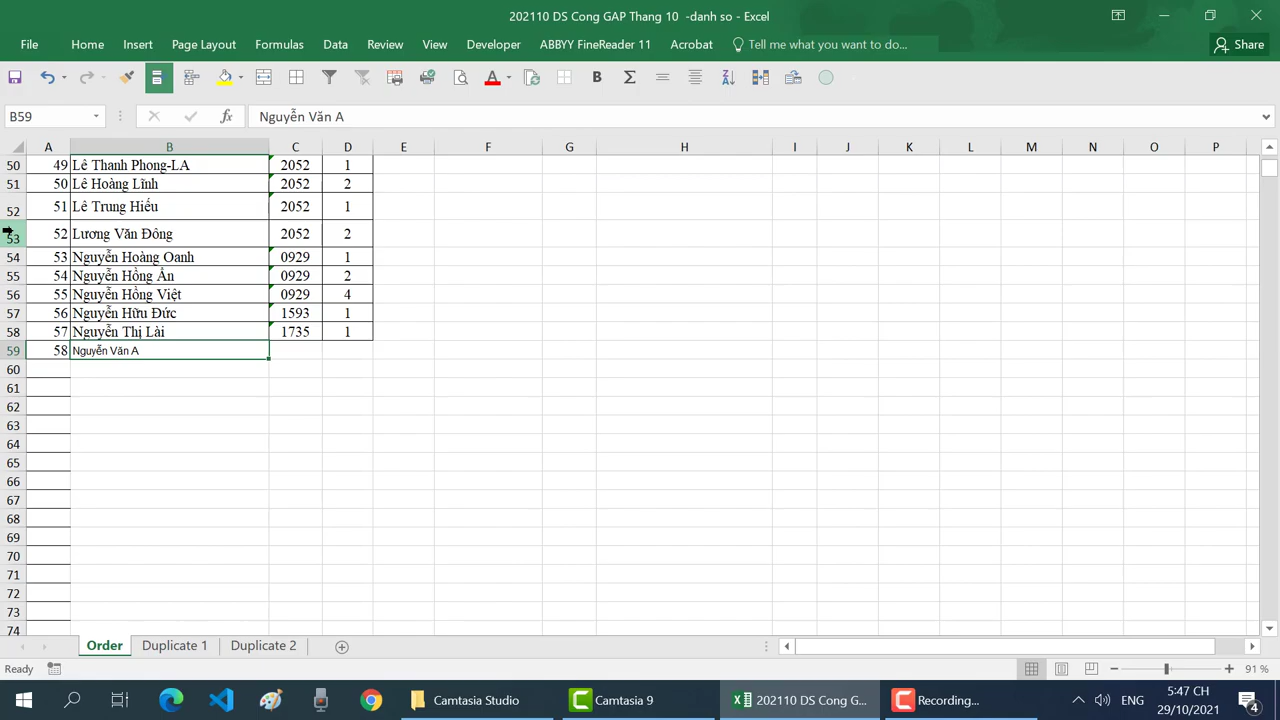 202110 DS Cong GAP Thang 10 -danh so - Excel
File Home Insert Page Layout Formulas Data Review View Developer ABBYY FineReader 11 Acrobat Tell me what you want to do... Share
B59 fx Nguyễn Văn A
A B C D E F G H I J K L M N O P
50 49 Lê Thanh Phong-LA 2052 1
51 50 Lê Hoàng Lĩnh 2052 2
52 51 Lê Trung Hiếu 2052 1
53 52 Lương Văn Đông 2052 2
54 53 Nguyễn Hoàng Oanh 0929 1
55 54 Nguyễn Hồng Ẩn 0929 2
56 55 Nguyễn Hồng Việt 0929 4
57 56 Nguyễn Hữu Đức 1593 1
58 57 Nguyễn Thị Lài 1735 1
59 58 Nguyễn Văn A
60
61
62
63
64
65
66
67
68
69
70
71
72
73
74
Order Duplicate 1 Duplicate 2
Ready 91 %
Camtasia Studio Camtasia 9 202110 DS Cong G... Recording... ENG 5:47 CH
29/10/2021 4